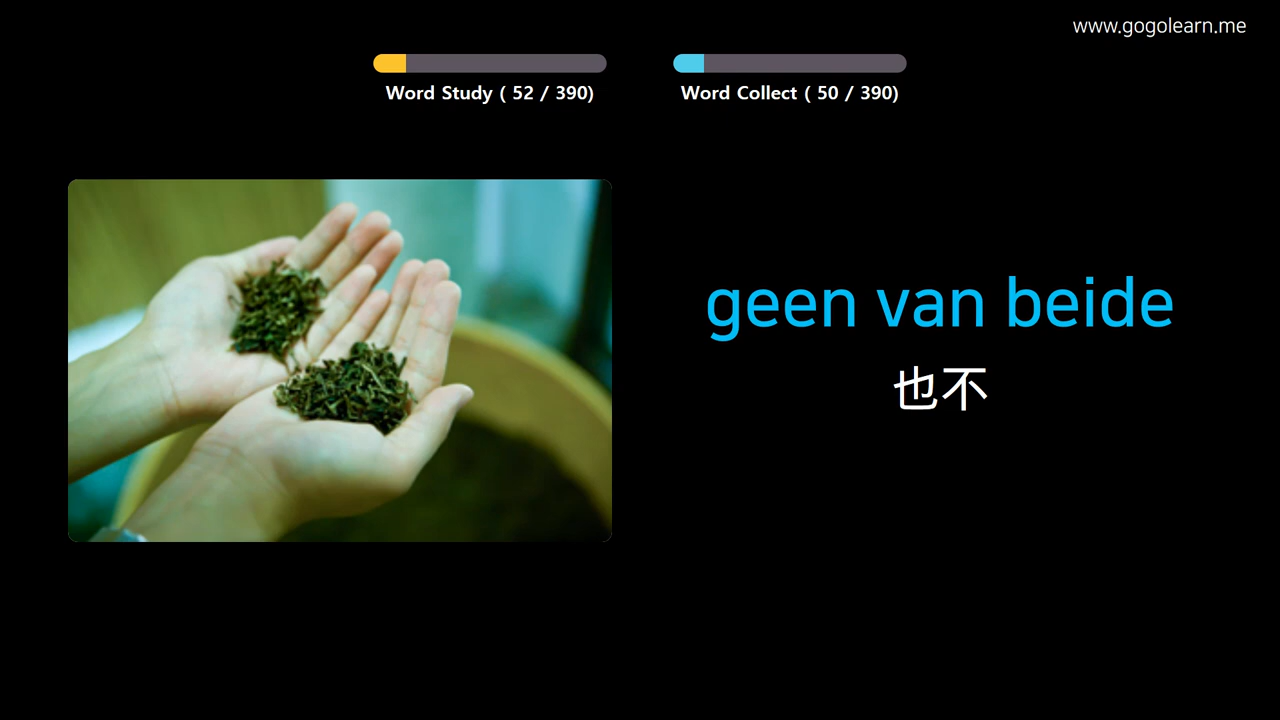 www.gogolearn.me
Word Study ( 52 / 390)
Word Collect ( 50 / 390)
geen van beide
也不